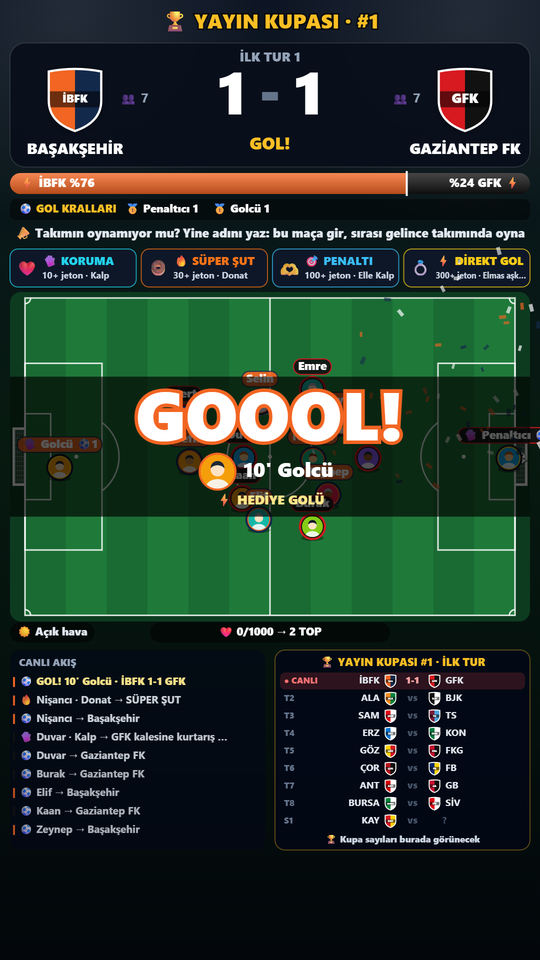 🏆 YAYIN KUPASI · #1
İLK TUR 1
İBFK
7
1 - 1
7
GFK
BAŞAKŞEHİR
GOL!
GAZİANTEP FK
İBFK %76
%24 GFK
GOL KRALLARI Penaltıcı 1 Golcü 1
Takımın oynamıyor mu? Yine adını yaz: bu maça gir, sırası gelince takımında oyna
KORUMA
10+ jeton · Kalp
SÜPER ŞUT
30+ jeton · Donat
PENALTI
100+ jeton · Elle Kalp
DİREKT GOL
300+ jeton · Elmas aşk...
Emre
Selin
GOOOL!
Golcü 1
Penaltıcı
10' Golcü
HEDİYE GOLÜ
Açık hava
0/1000 → 2 TOP
CANLI AKIŞ
GOL! 10' Golcü · İBFK 1-1 GFK
Nişancı · Donat → SÜPER ŞUT
Nişancı → Başakşehir
Duvar · Kalp → GFK kalesine kurtarış ...
Duvar → Gaziantep FK
Burak → Gaziantep FK
Elif → Başakşehir
Kaan → Gaziantep FK
Zeynep → Başakşehir
🏆 YAYIN KUPASI #1 · İLK TUR
● CANLI İBFK 1-1 GFK
T2 ALA vs BJK
T3 SAM vs TS
T4 ERZ vs KON
T5 GÖZ vs FKG
T6 ÇOR vs FB
T7 ANT vs GB
T8 BURSA vs SİV
S1 KAY vs ?
🏆 Kupa sayıları burada görünecek